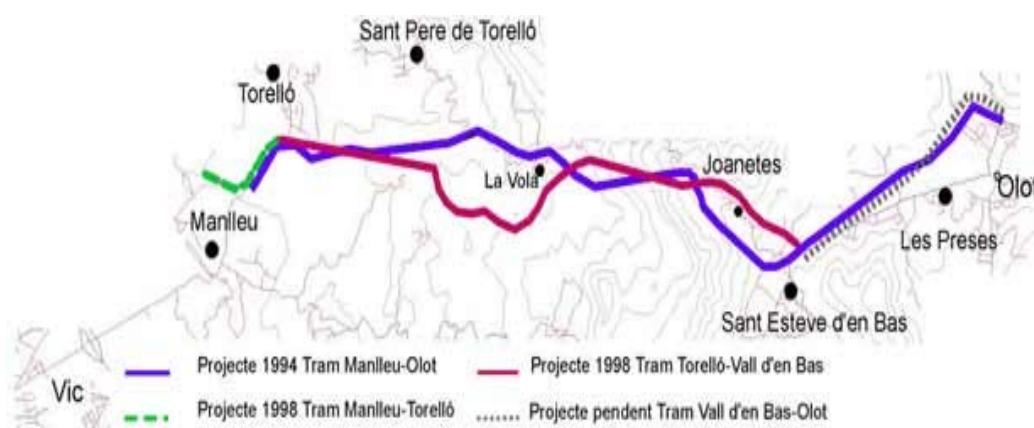 Sant Pere de Torelló
Torelló
La Vola
Joanetes
Olot
Manlleu
Les Preses
Sant Esteve d'en Bas
Vic
Projecte 1994 Tram Manlleu-Olot
Projecte 1998 Tram Torelló-Vall d'en Bas
Projecte 1998 Tram Manlleu-Torelló
Projecte pendent Tram Vall d'en Bas-Olot